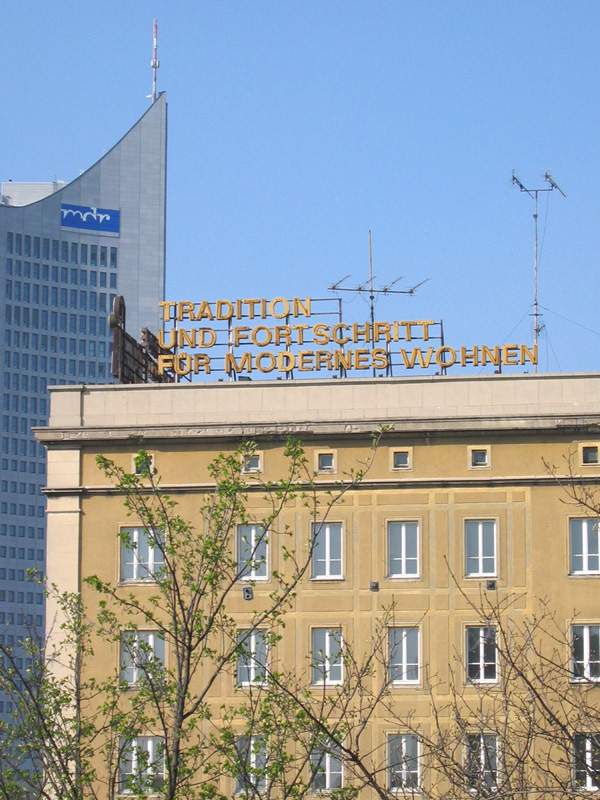 mdr
TRADITION
UND FORTSCHRITT
FÜR MODERNES WOHNEN